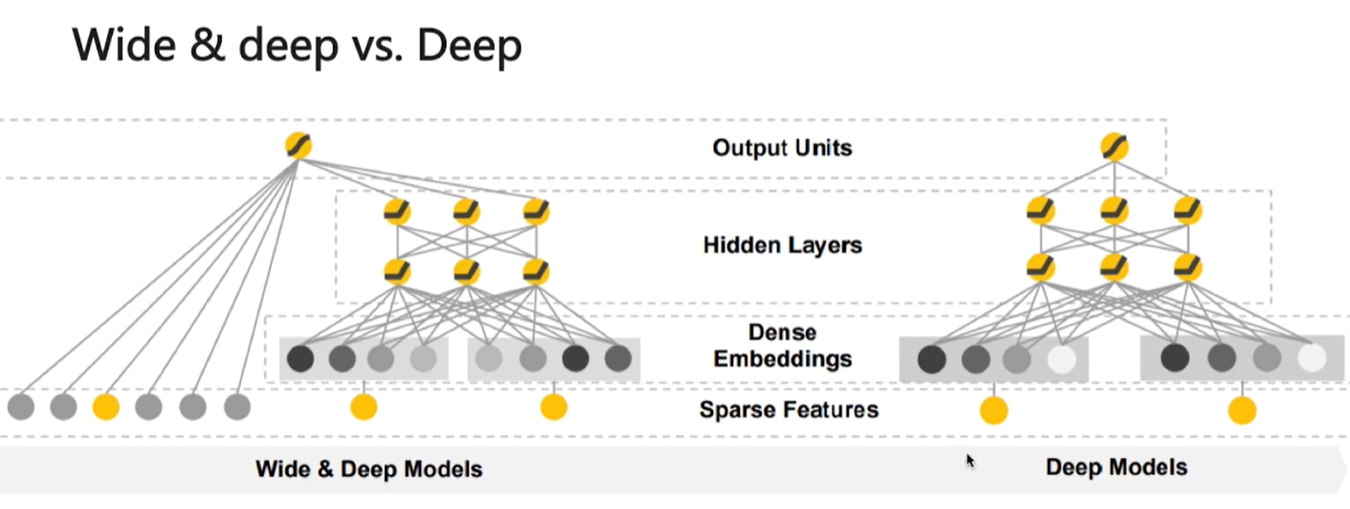 Wide & deep vs. Deep
Output Units
Hidden Layers
Dense
Embeddings
Sparse Features
Wide & Deep Models
Deep Models